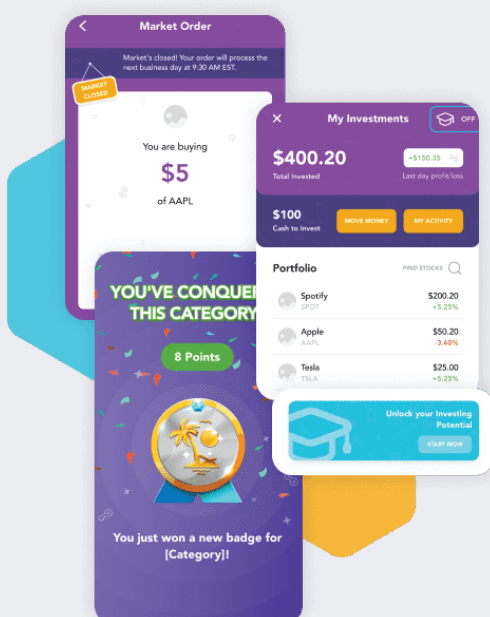 Market Order
Market's closed! Your order will process the
next business day at 9:30 AM EST.
MARKET
CLOSED
You are buying
$5
of AAPL
My Investments
OFF
$400.20
Total Invested
+$150.35
Last day profit/loss
$100
Cash to Invest
MOVE MONEY
MY ACTIVITY
Portfolio
FIND STOCKS
Spotify
$200.20
SPOT
+5.25%
Apple
$50.20
AAPL
-3.40%
Tesla
$25.00
TSLA
+5.25%
Unlock your Investing
Potential
START NOW
YOU'VE CONQUE
THIS CATEGORY
8 Points
You just won a new badge for
[Category]!